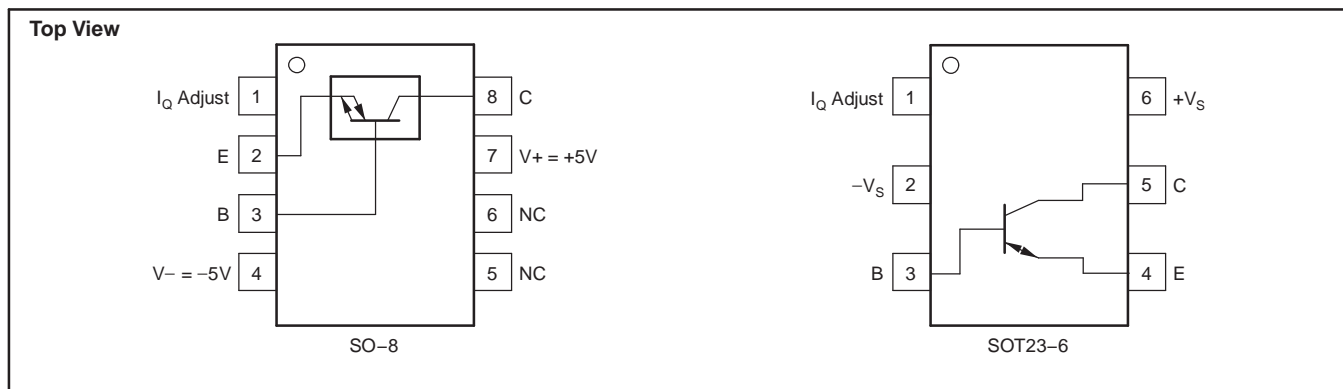 Top View
I_Q Adjust 1
E 2
B 3
V− = −5V 4
8 C
7 V+ = +5V
6 NC
5 NC
SO−8
I_Q Adjust 1
−V_S 2
B 3
6 +V_S
5 C
4 E
SOT23−6